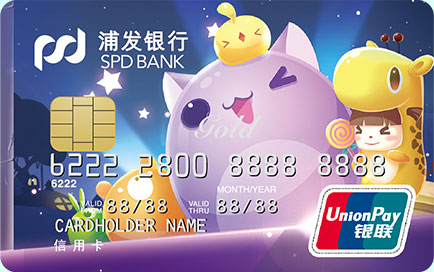 浦发银行
SPD BANK
Gold
6222 2800 8888 8888
6222
MONTH/YEAR
VALID 88/88 VALID THRU 88/88
CARDHOLDER NAME
信用卡
UnionPay
银联